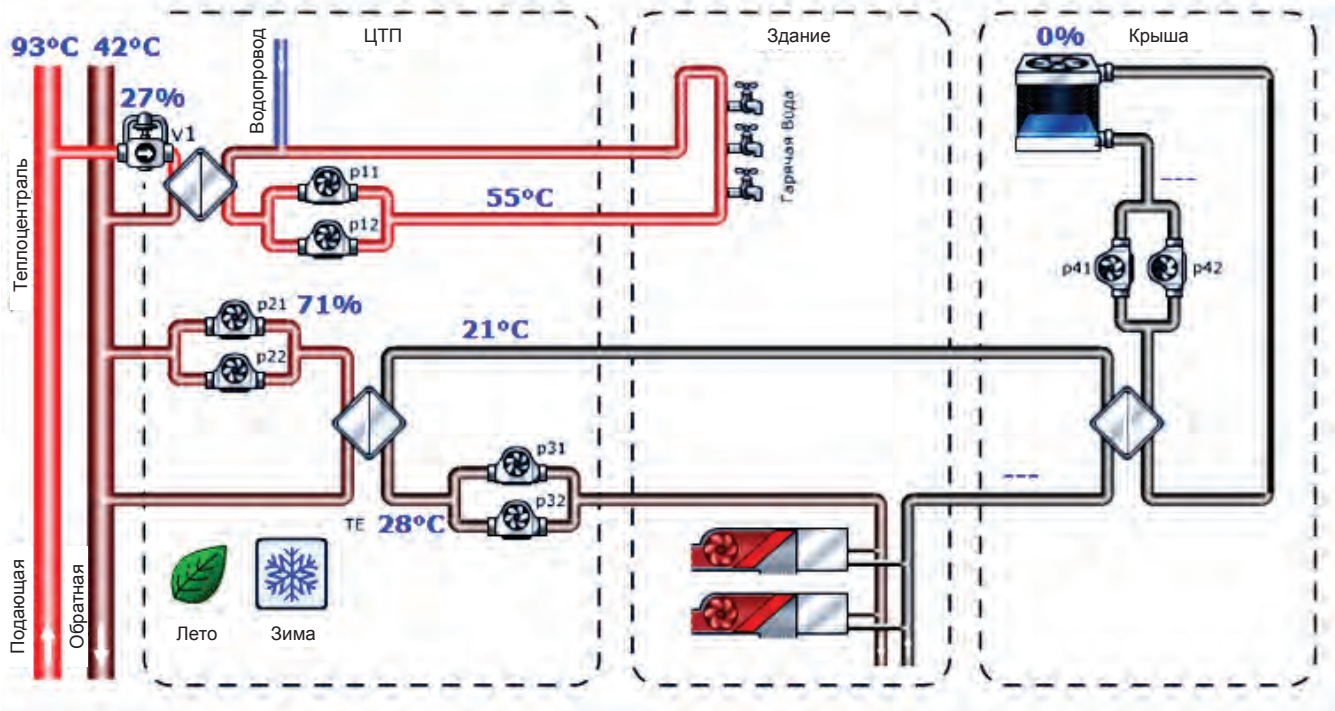 ЦТП
Здание
Крыша
93°C
42°C
0%
Водопровод
27%
v1
Теплоцентраль
p11
p12
55°C
Гарячая Вода
---
p41
p42
p21
71%
p22
21°C
p31
p32
---
TE
28°C
Подающая
Обратная
Лето
Зима